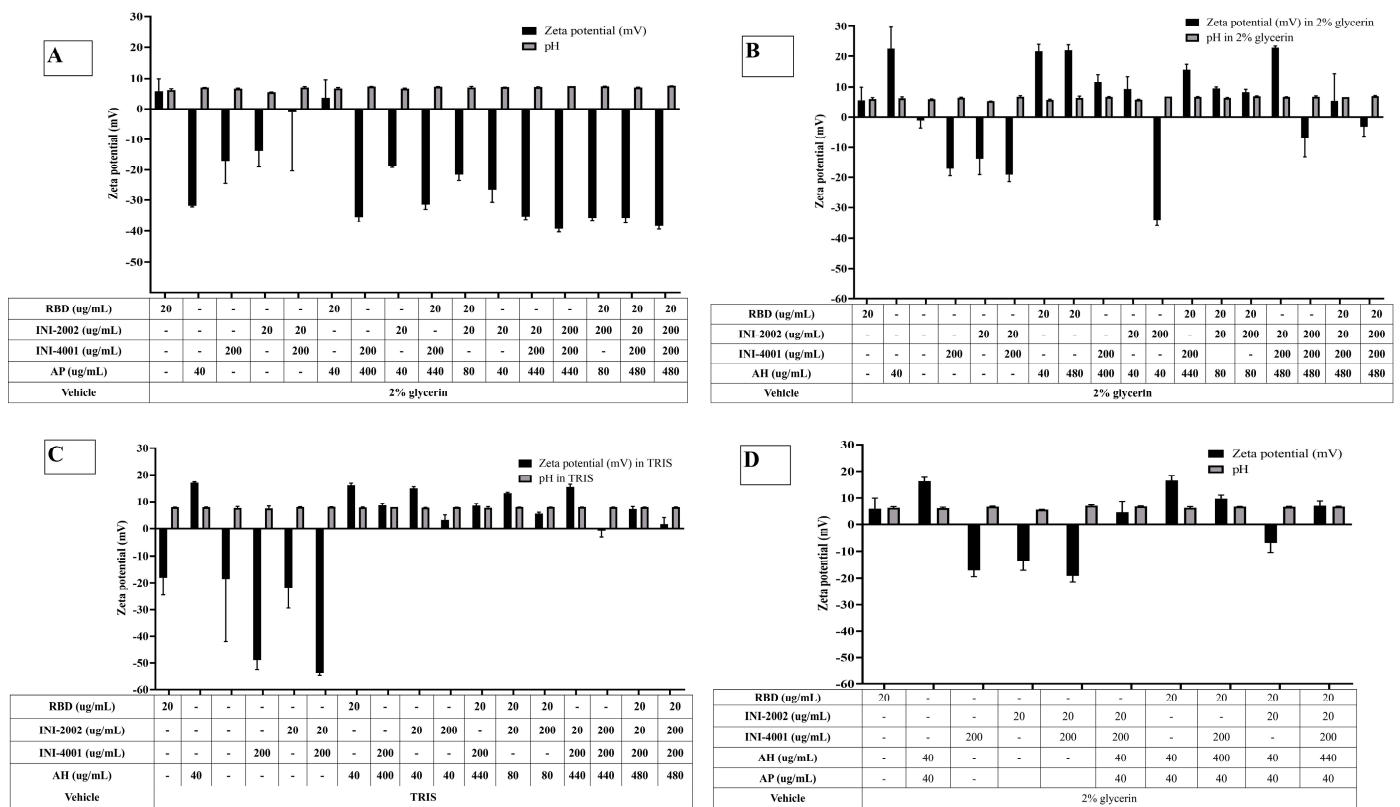 A
Zeta potential (mV)
pH
Zeta potential (mV)
30
20
10
0
-10
-20
-30
-40
-50
RBD (ug/mL) 20 - - - - 20 - - 20 20 - - - 20 20 20
INI-2002 (ug/mL) - - - 20 20 - - 20 - 20 20 20 200 200 20 200
INI-4001 (ug/mL) - - 200 - 200 - 200 - 200 - - 200 200 - 200 200
AP (ug/mL) - 40 - - - 40 400 40 440 80 40 440 440 80 480 480
Vehicle 2% glycerin
B
Zeta potential (mV) in 2% glycerin
pH in 2% glycerin
Zeta potential (mV)
30
20
10
0
-10
-20
-30
-40
-50
-60
RBD (ug/mL) 20 - - - - - 20 20 - - - 20 20 20 - - 20 20
INI-2002 (ug/mL) - - - - 20 20 - - - 20 200 - 20 200 20 200 20 200
INI-4001 (ug/mL) - - - 200 - 200 - - 200 - - 200 - - 200 200 200 200
AH (ug/mL) - 40 - - - - 40 480 400 40 40 440 80 80 480 480 480 480
Vehicle 2% glycerin
C
Zeta potential (mV) in TRIS
pH in TRIS
Zeta potential (mV)
30
20
10
0
-10
-20
-30
-40
-50
-60
RBD (ug/mL) 20 - - - - - 20 - - - 20 20 20 - - 20 20
INI-2002 (ug/mL) - - - - 20 20 - - 20 200 - 20 200 20 200 20 200
INI-4001 (ug/mL) - - - 200 - 200 - 200 - - 200 - - 200 200 200 200
AH (ug/mL) - 40 - - - - 40 400 40 40 440 80 80 440 440 480 480
Vehicle TRIS
D
Zeta potential (mV)
pH
Zeta potential (mV)
30
20
10
0
-10
-20
-30
-40
-50
-60
RBD (ug/mL) 20 - - - - - 20 20 20 20
INI-2002 (ug/mL) - - - 20 20 20 - - 20 20
INI-4001 (ug/mL) - - 200 - 200 200 - 200 - 200
AH (ug/mL) - 40 - - - 40 40 400 40 440
AP (ug/mL) - 40 - - 40 40 40 40 40
Vehicle 2% glycerin